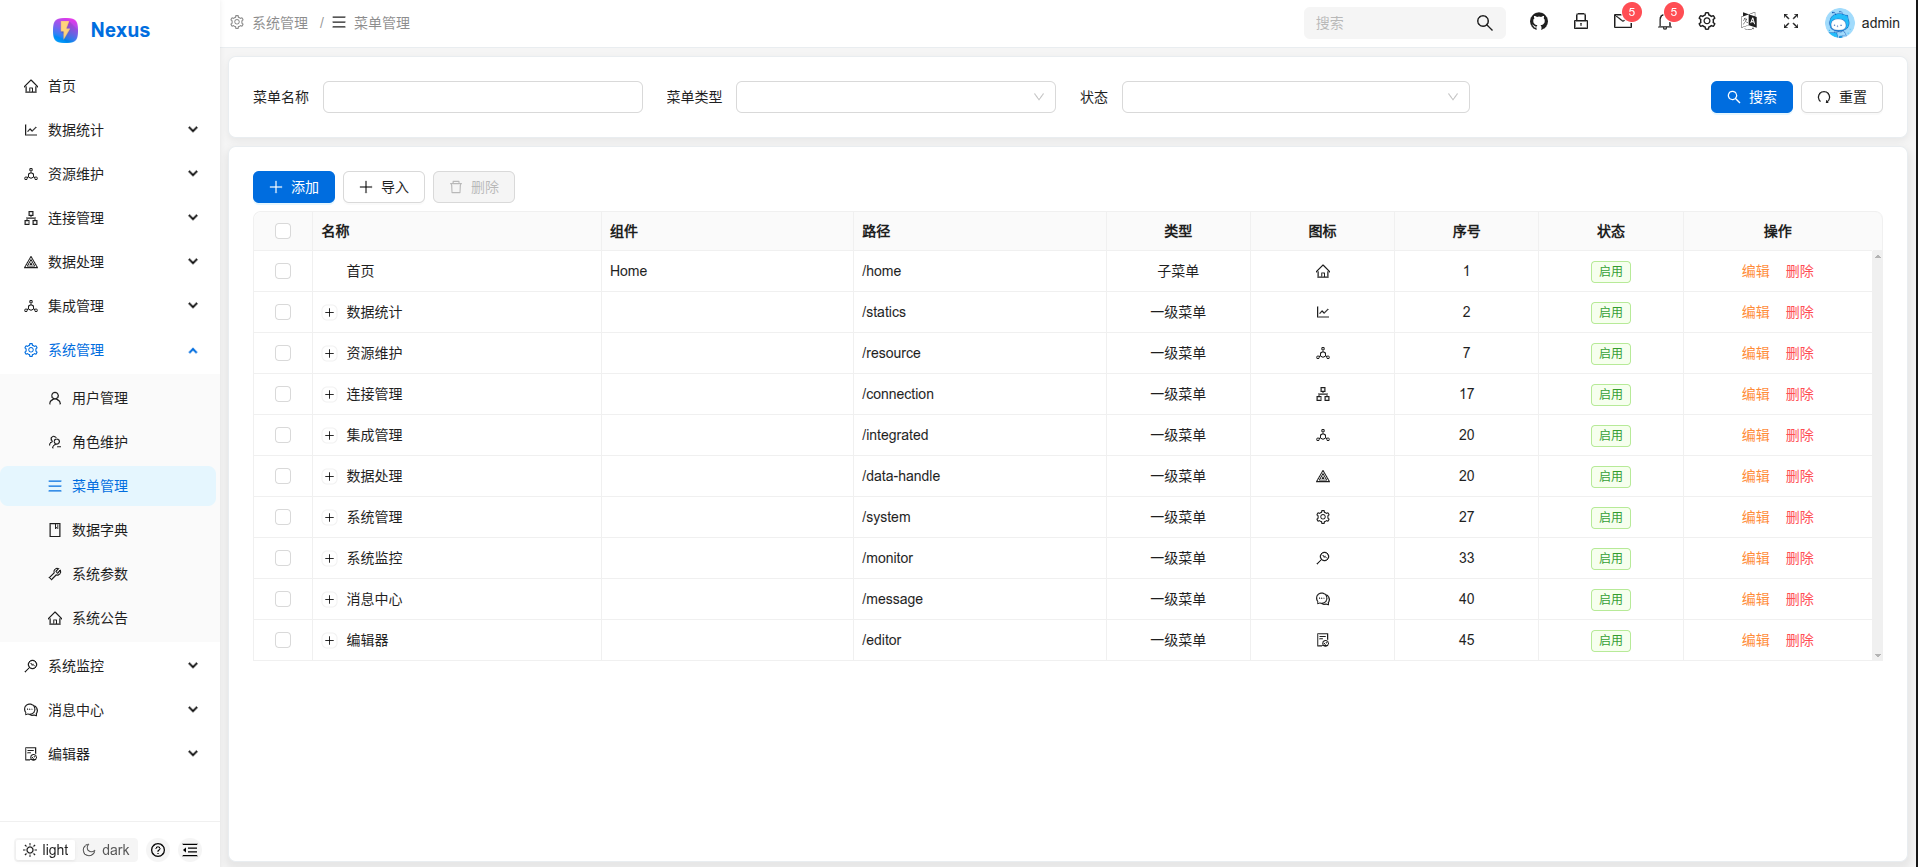 Nexus
首页
数据统计
资源维护
连接管理
数据处理
集成管理
系统管理
用户管理
角色维护
菜单管理
数据字典
系统参数
系统公告
系统监控
消息中心
编辑器
light dark
系统管理 / 菜单管理
搜索 5 5 admin
菜单名称 菜单类型 状态 搜索 重置
添加 导入 删除
名称 组件 路径 类型 图标 序号 状态 操作
首页 Home /home 子菜单 1 启用 编辑 删除
数据统计 /statics 一级菜单 2 启用 编辑 删除
资源维护 /resource 一级菜单 7 启用 编辑 删除
连接管理 /connection 一级菜单 17 启用 编辑 删除
集成管理 /integrated 一级菜单 20 启用 编辑 删除
数据处理 /data-handle 一级菜单 20 启用 编辑 删除
系统管理 /system 一级菜单 27 启用 编辑 删除
系统监控 /monitor 一级菜单 33 启用 编辑 删除
消息中心 /message 一级菜单 40 启用 编辑 删除
编辑器 /editor 一级菜单 45 启用 编辑 删除